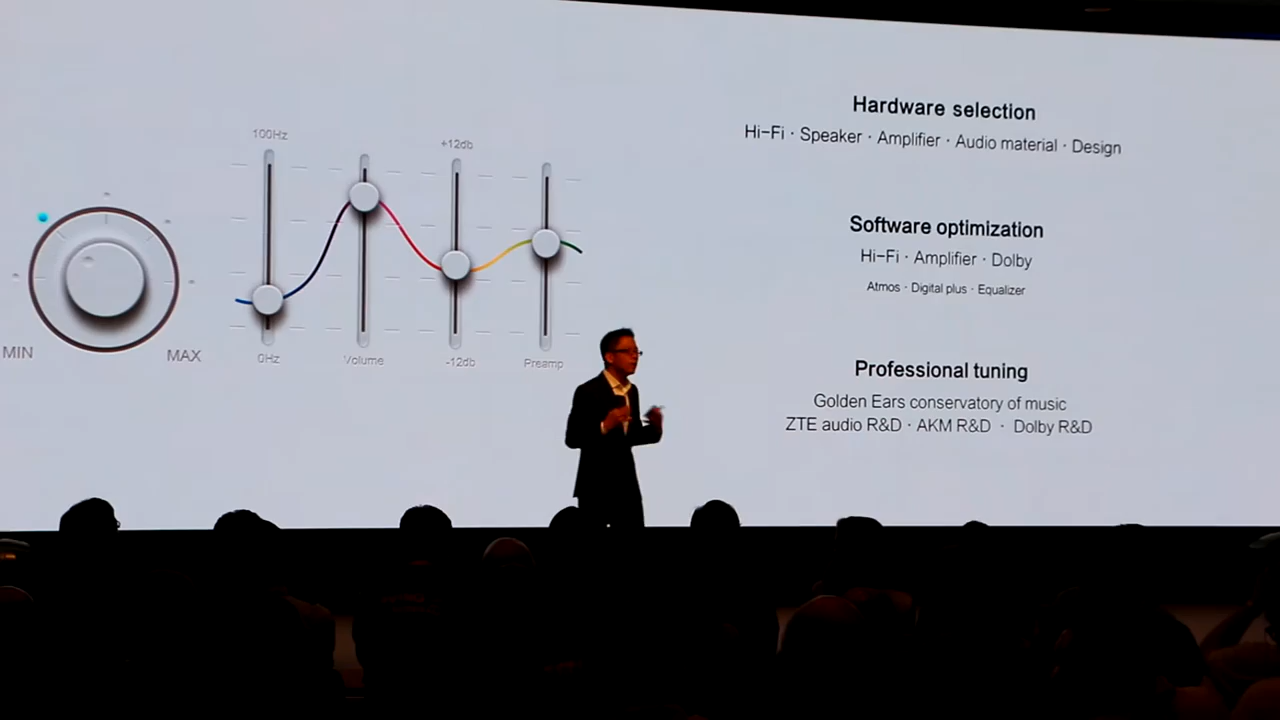 100Hz
+12db
MIN
MAX
0Hz
Volume
-12db
Preamp
Hardware selection
Hi-Fi · Speaker · Amplifier · Audio material · Design
Software optimization
Hi-Fi · Amplifier · Dolby
Atmos · Digital plus · Equalizer
Professional tuning
Golden Ears conservatory of music
ZTE audio R&D · AKM R&D · Dolby R&D